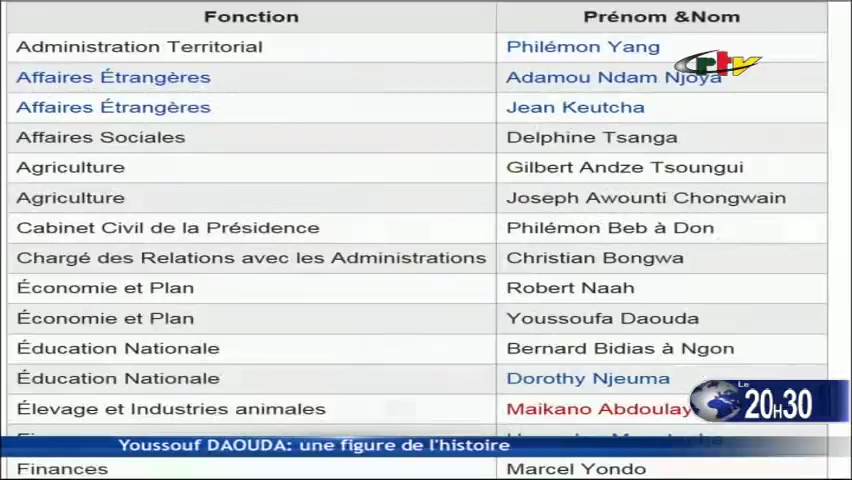 Fonction Prénom &Nom
Administration Territorial Philémon Yang
crtv
Affaires Étrangères Adamou Ndam Njoya
Affaires Étrangères Jean Keutcha
Affaires Sociales Delphine Tsanga
Agriculture Gilbert Andze Tsoungui
Agriculture Joseph Awounti Chongwain
Cabinet Civil de la Présidence Philémon Beb à Don
Chargé des Relations avec les Administrations Christian Bongwa
Économie et Plan Robert Naah
Économie et Plan Youssoufa Daouda
Éducation Nationale Bernard Bidias à Ngon
Éducation Nationale Dorothy Njeuma
Élevage et Industries animales Maikano Abdoulay
Le 20H30
Youssouf DAOUDA: une figure de l'histoire
Finances Marcel Yondo